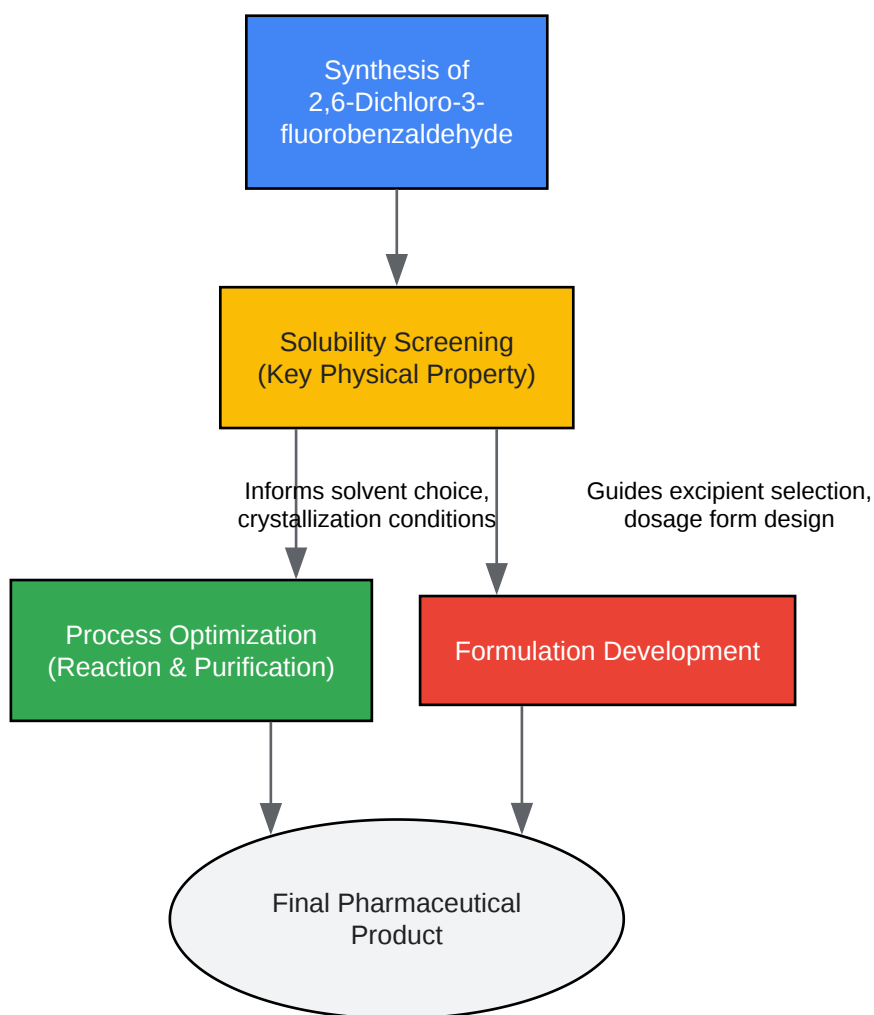 Synthesis of
2,6-Dichloro-3-
fluorobenzaldehyde
Solubility Screening
(Key Physical Property)
Informs solvent choice,
crystallization conditions
Guides excipient selection,
dosage form design
Process Optimization
(Reaction & Purification)
Formulation Development
Final Pharmaceutical
Product